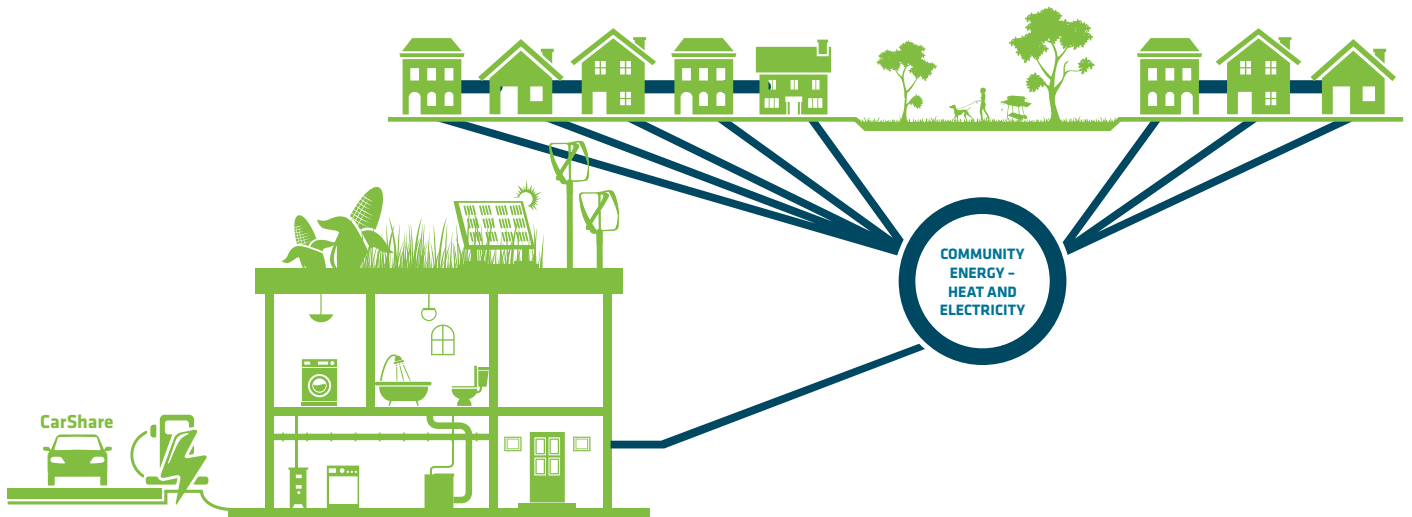 COMMUNITY
ENERGY –
HEAT AND
ELECTRICITY
CarShare